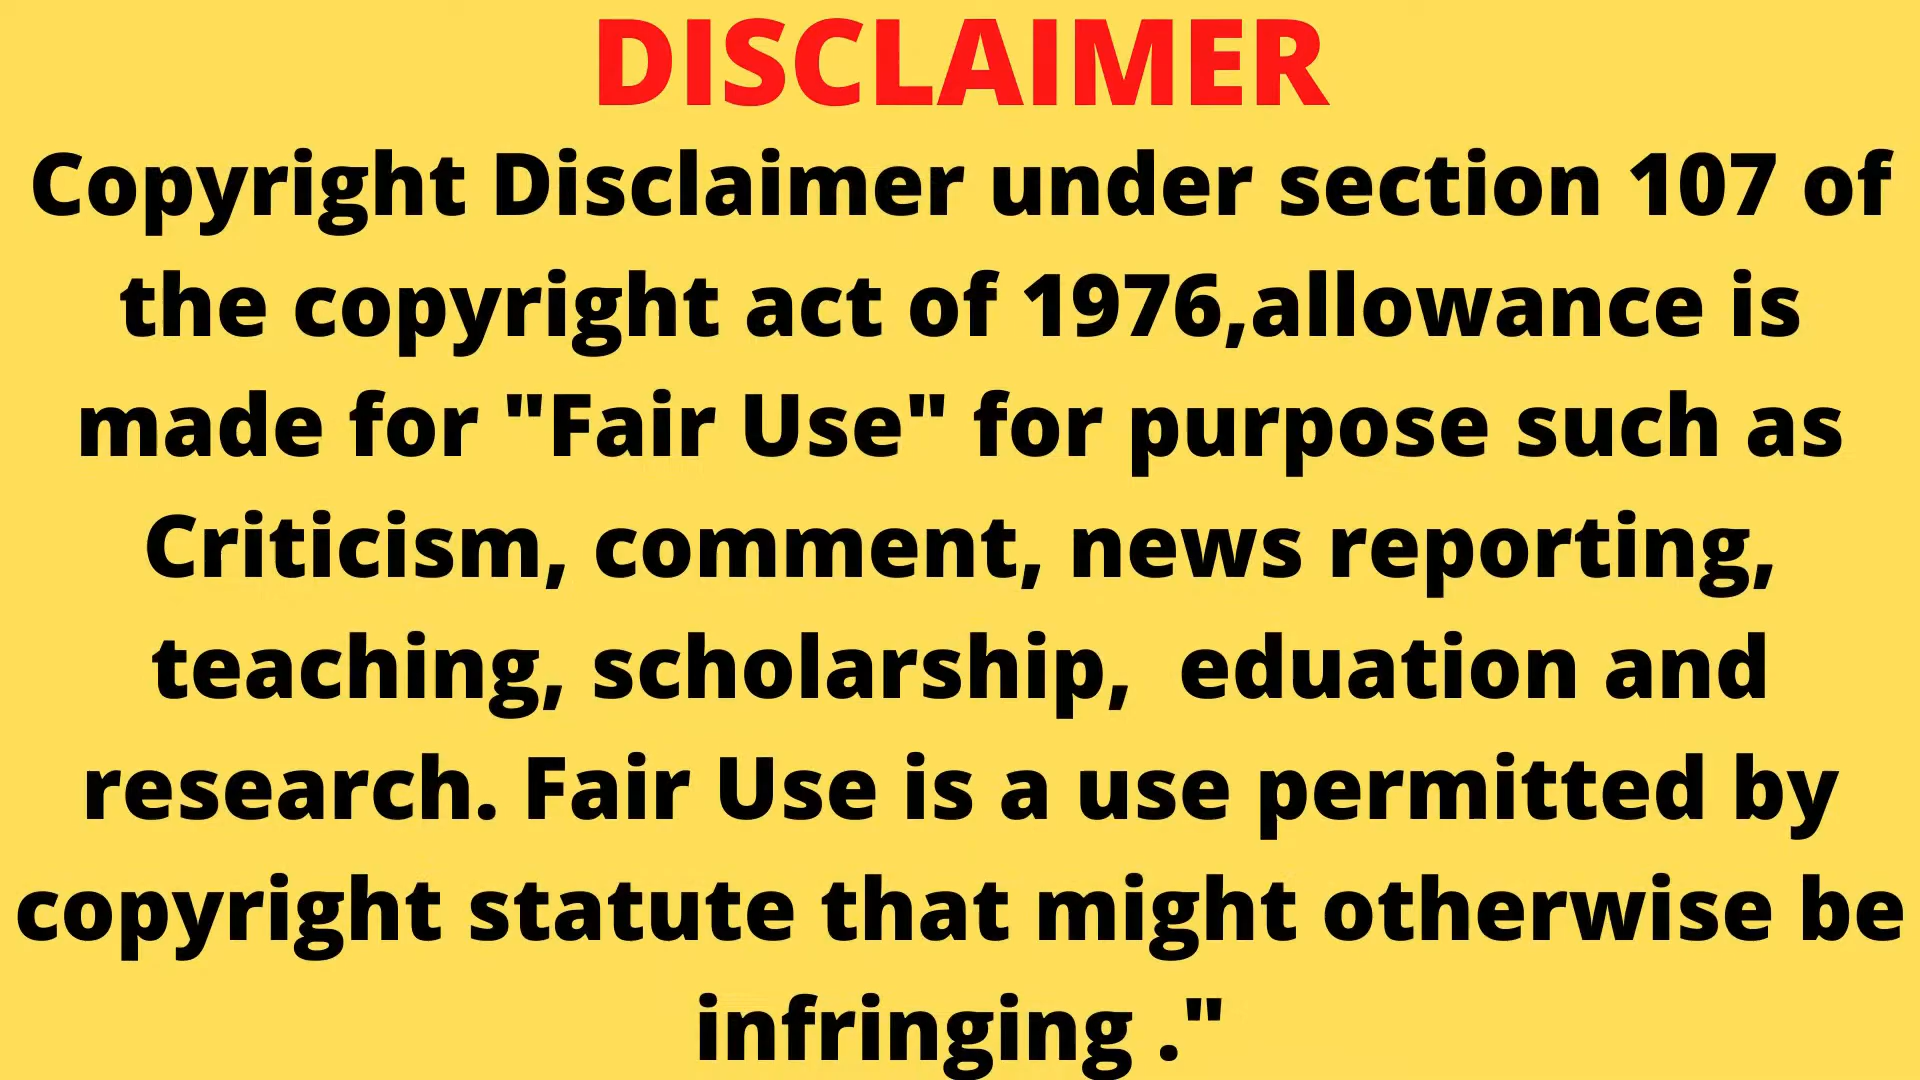 DISCLAIMER
Copyright Disclaimer under section 107 of
the copyright act of 1976,allowance is
made for "Fair Use" for purpose such as
Criticism, comment, news reporting,
teaching, scholarship,  eduation and
research. Fair Use is a use permitted by
copyright statute that might otherwise be
infringing ."